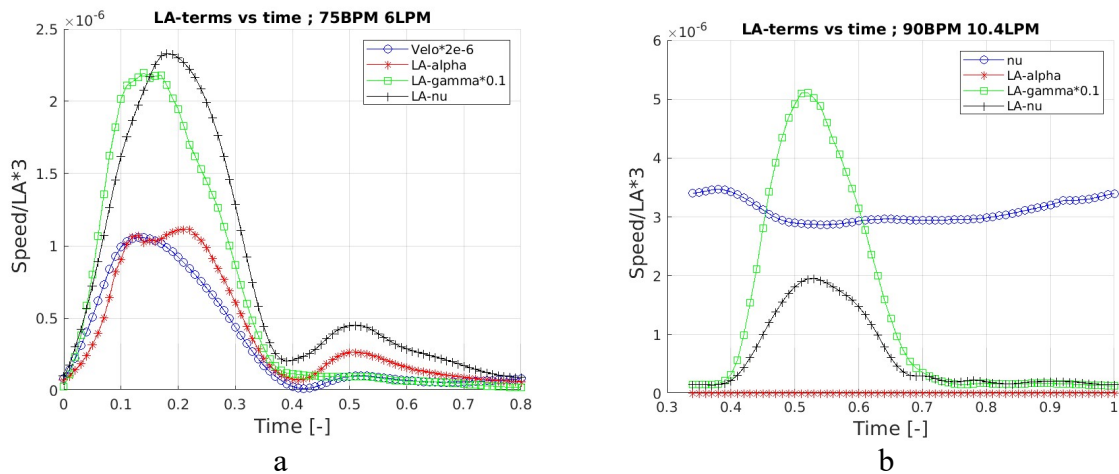 LA-terms vs time ; 75BPM 6LPM
×10⁻⁶
2.5
2
1.5
1
0.5
0
Speed/LA*3
Velo*2e-6
LA-alpha
LA-gamma*0.1
LA-nu
0 0.1 0.2 0.3 0.4 0.5 0.6 0.7 0.8
Time [-]
a
LA-terms vs time ; 90BPM 10.4LPM
×10⁻⁶
6
5
4
3
2
1
0
Speed/LA*3
nu
LA-alpha
LA-gamma*0.1
LA-nu
0.3 0.4 0.5 0.6 0.7 0.8 0.9 1
Time [-]
b